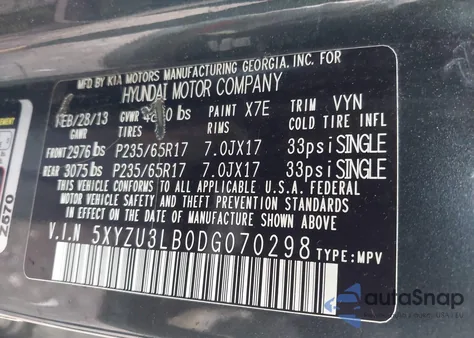 MFD BY KIA MOTORS MANUFACTURING GEORGIA, INC. FOR
HYUNDAI MOTOR COMPANY
FEB/28/13 GVWR lbs PAINT X7E TRIM VYN
GAWR TIRES RIMS COLD TIRE INFL
FRONT 2976 lbs P235/65R17 7.0JX17 33psi SINGLE
REAR 3075 lbs P235/65R17 7.0JX17 33psi SINGLE
THIS VEHICLE CONFORMS TO ALL APPLICABLE U.S.A. FEDERAL
MOTOR VEHICLE SAFETY AND THEFT PREVENTION
STANDARDS IN EFFECT ON THE DATE OF MANUFACTURE SHOWN ABOVE.
V.I.N 5XYZU3LB0DG070298 TYPE: MPV
Z670
autoSnap